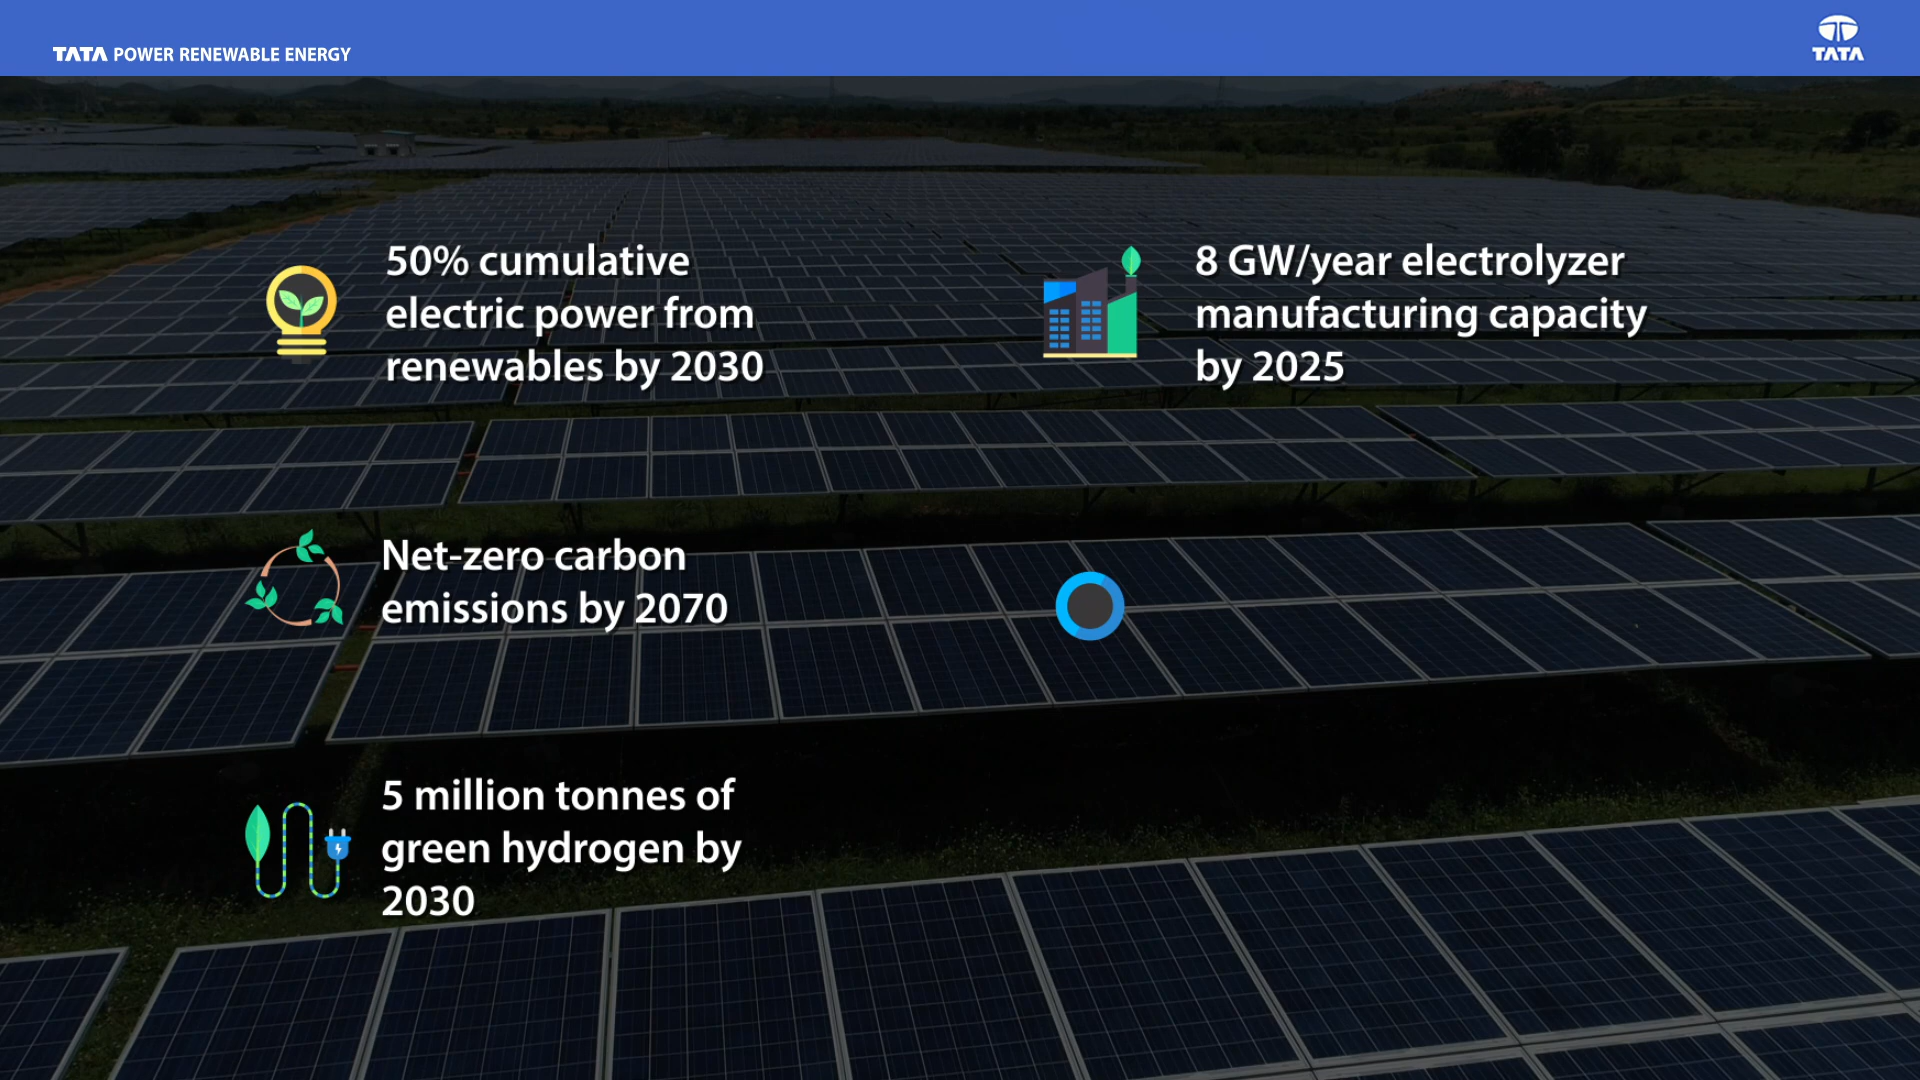 TATA POWER RENEWABLE ENERGY
TATA
50% cumulative
electric power from
renewables by 2030
8 GW/year electrolyzer
manufacturing capacity
by 2025
Net-zero carbon
emissions by 2070
5 million tonnes of
green hydrogen by
2030